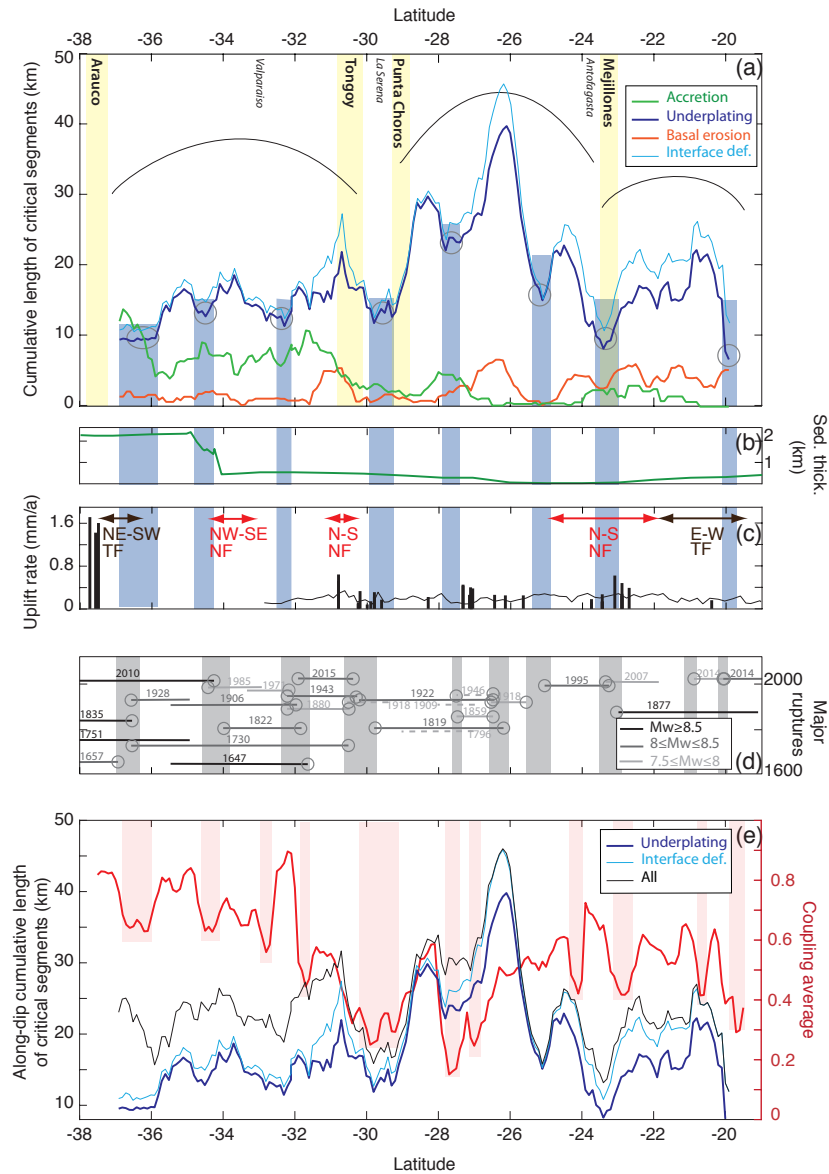 Latitude
-38 -36 -34 -32 -30 -28 -26 -24 -22 -20
50
40
30
20
10
0
Cumulative length of critical segments (km)
Arauco
Valparaiso
Tongoy
La Serena
Punta Choros
Antofagasta
Mejillones
(a)
Accretion
Underplating
Basal erosion
Interface def.
(b)
2
1
Sed. thick.
(km)
(c)
1.6
1.2
0.8
0.4
0
Uplift rate (mm/a)
NE-SW
TF
NW-SE
NF
N-S
NF
N-S
NF
E-W
TF
2010
1985
1971
2015
1928
1943
1906
1880
1922
1946
1918 1909
1918
1995
2007
2014
2014
1877
1835
1822
1859
1819
1751
1730
1796
1657
1647
2000
1800
1600
Major
ruptures
Mw≥8.5
8≤Mw≤8.5
7.5≤Mw≤8
(d)
(e)
50
40
30
20
10
Along-dip cumulative length
of critical segments (km)
Underplating
Interface def.
All
0.8
0.6
0.4
0.2
0
Coupling average
-38 -36 -34 -32 -30 -28 -26 -24 -22 -20
Latitude